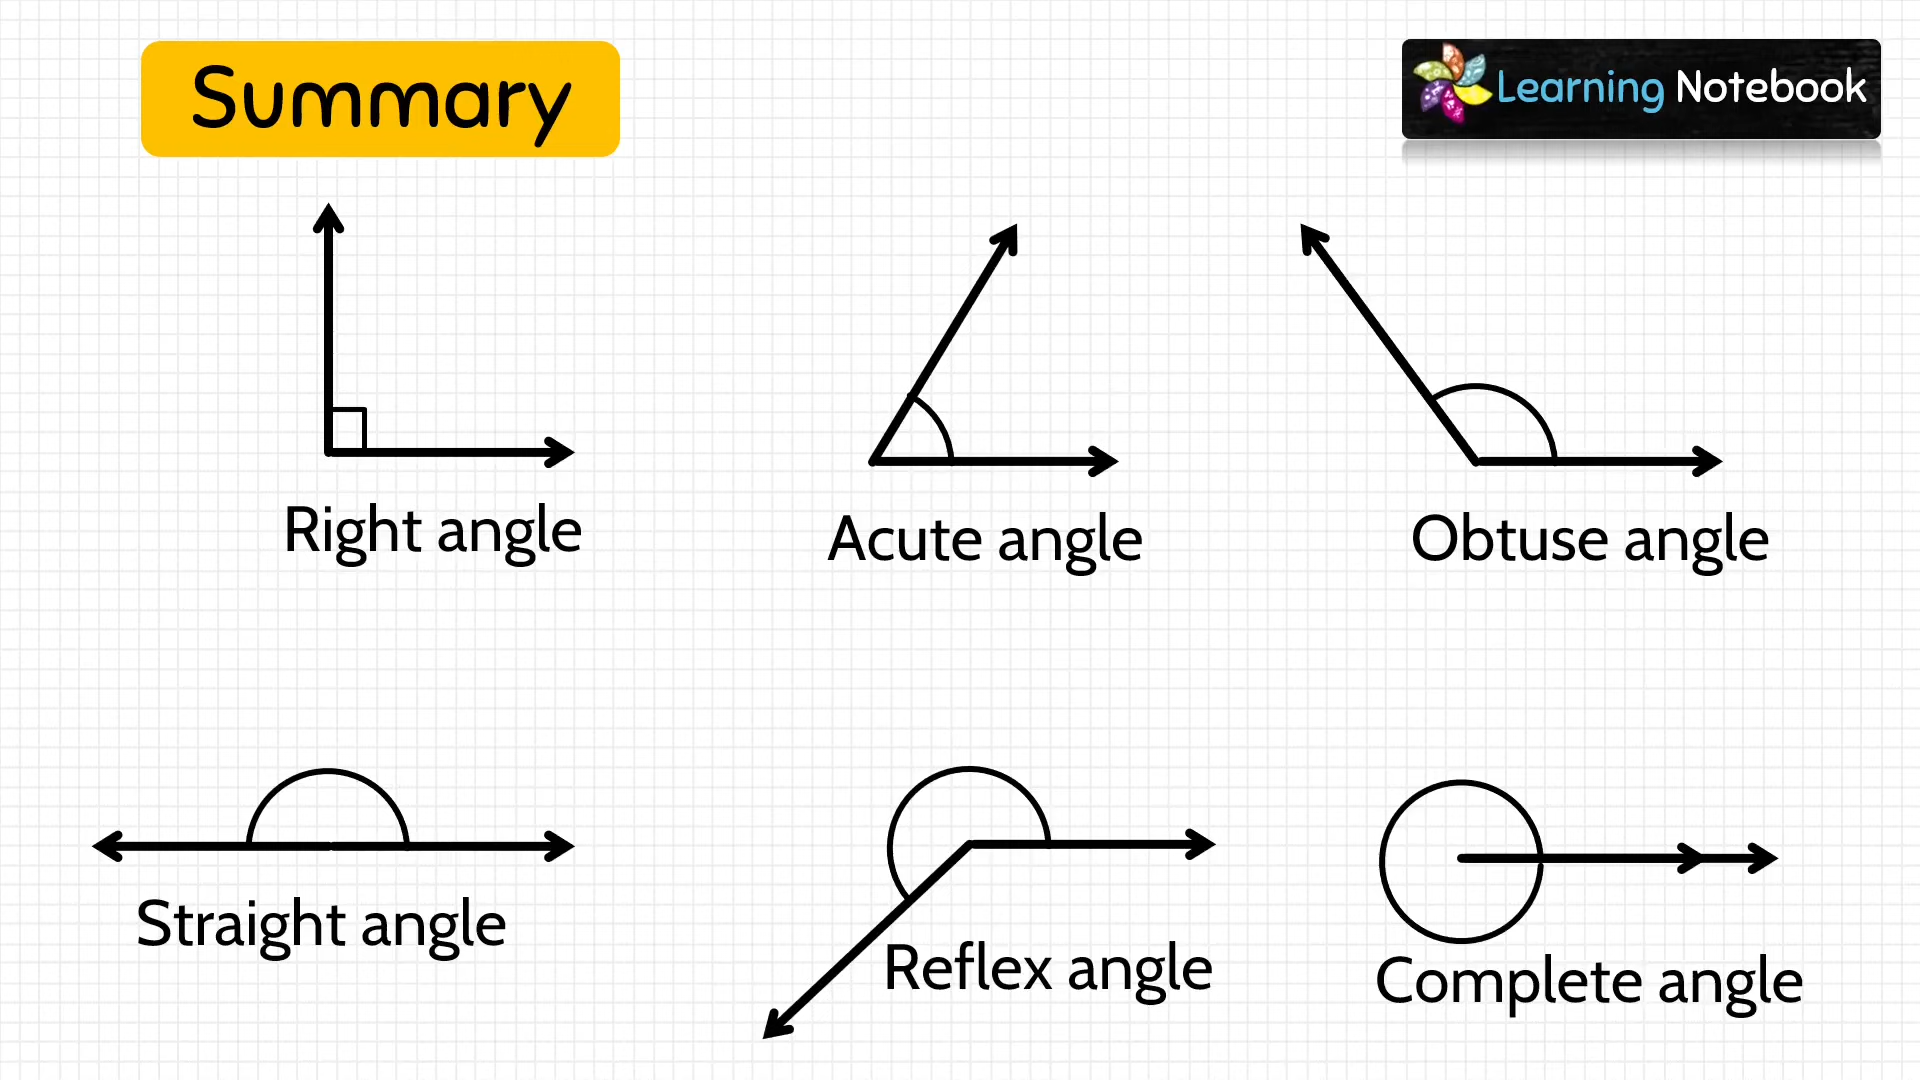 Summary
Learning Notebook
Right angle
Acute angle
Obtuse angle
Straight angle
Reflex angle
Complete angle